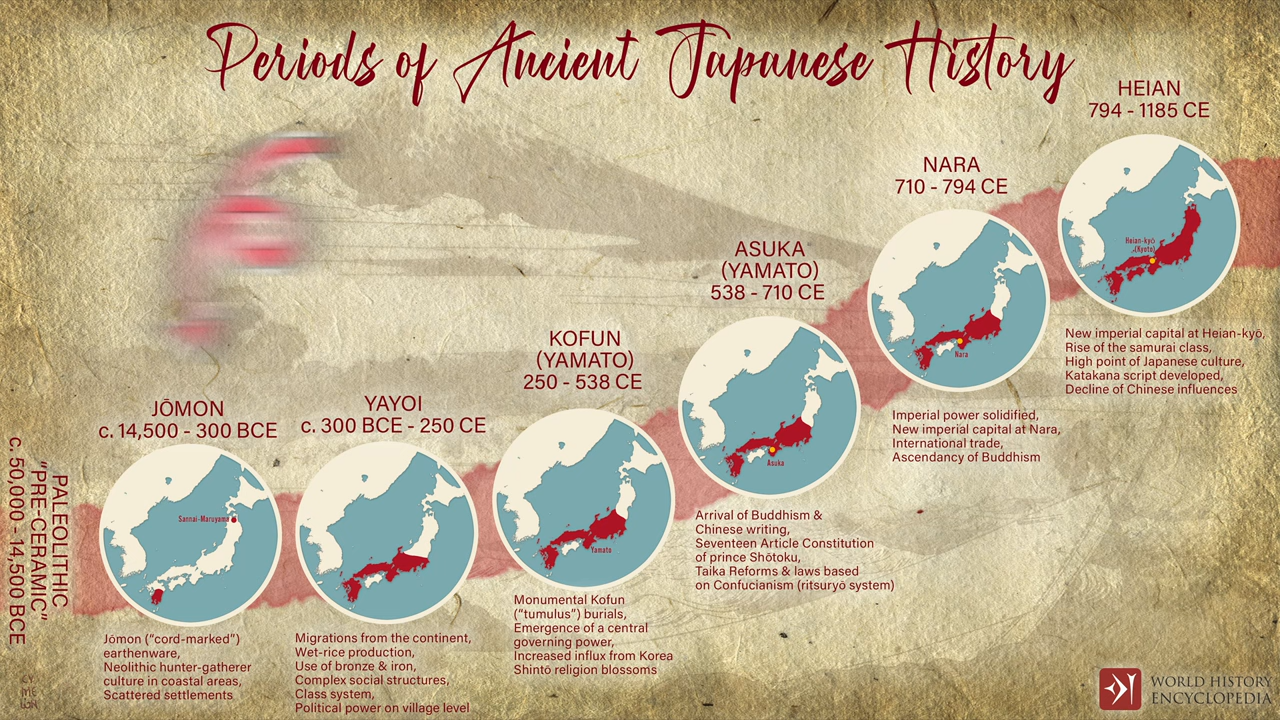 Periods of Ancient Japanese History
PALEOLITHIC
"PRE-CERAMIC"
c. 50,000 - 14,500 BCE
JŌMON
c. 14,500 - 300 BCE
Sannai-Maruyama
Jōmon ("cord-marked")
earthenware,
Neolithic hunter-gatherer
culture in coastal areas,
Scattered settlements
YAYOI
c. 300 BCE - 250 CE
Migrations from the continent,
Wet-rice production,
Use of bronze & iron,
Complex social structures,
Class system,
Political power on village level
KOFUN
(YAMATO)
250 - 538 CE
Yamato
Monumental Kofun
("tumulus") burials,
Emergence of a central
governing power,
Increased influx from Korea
Shintō religion blossoms
ASUKA
(YAMATO)
538 - 710 CE
Asuka
Arrival of Buddhism &
Chinese writing,
Seventeen Article Constitution
of prince Shōtoku,
Taika Reforms & laws based
on Confucianism (ritsuryō system)
NARA
710 - 794 CE
Nara
Imperial power solidified,
New imperial capital at Nara,
International trade,
Ascendancy of Buddhism
HEIAN
794 - 1185 CE
Heian-kyō
(Kyoto)
New imperial capital at Heian-kyō,
Rise of the samurai class,
High point of Japanese culture,
Katakana script developed,
Decline of Chinese influences
WORLD HISTORY
ENCYCLOPEDIA